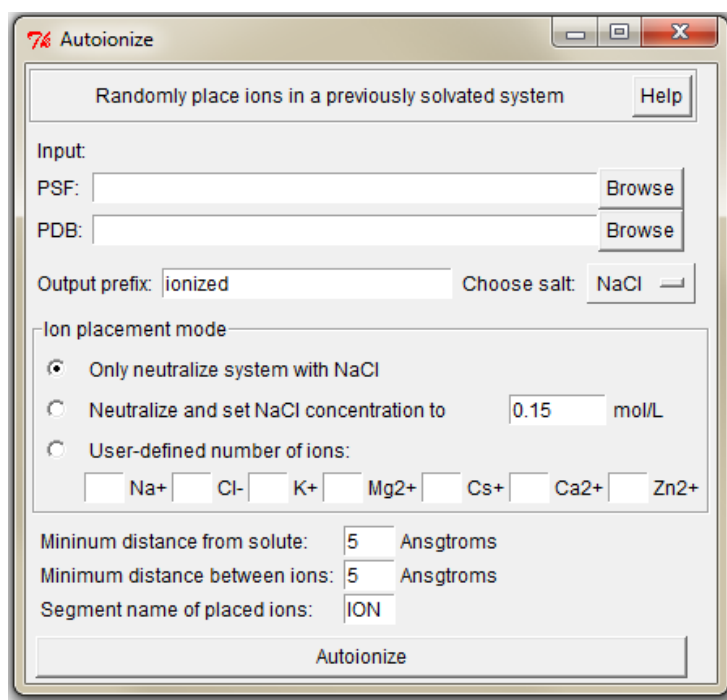 Autoionize
Randomly place ions in a previously solvated system Help
Input:
PSF: Browse
PDB: Browse
Output prefix: ionized Choose salt: NaCl
Ion placement mode
Only neutralize system with NaCl
Neutralize and set NaCl concentration to 0.15 mol/L
User-defined number of ions:
Na+ Cl- K+ Mg2+ Cs+ Ca2+ Zn2+
Mininum distance from solute: 5 Ansgtroms
Minimum distance between ions: 5 Ansgtroms
Segment name of placed ions: ION
Autoionize